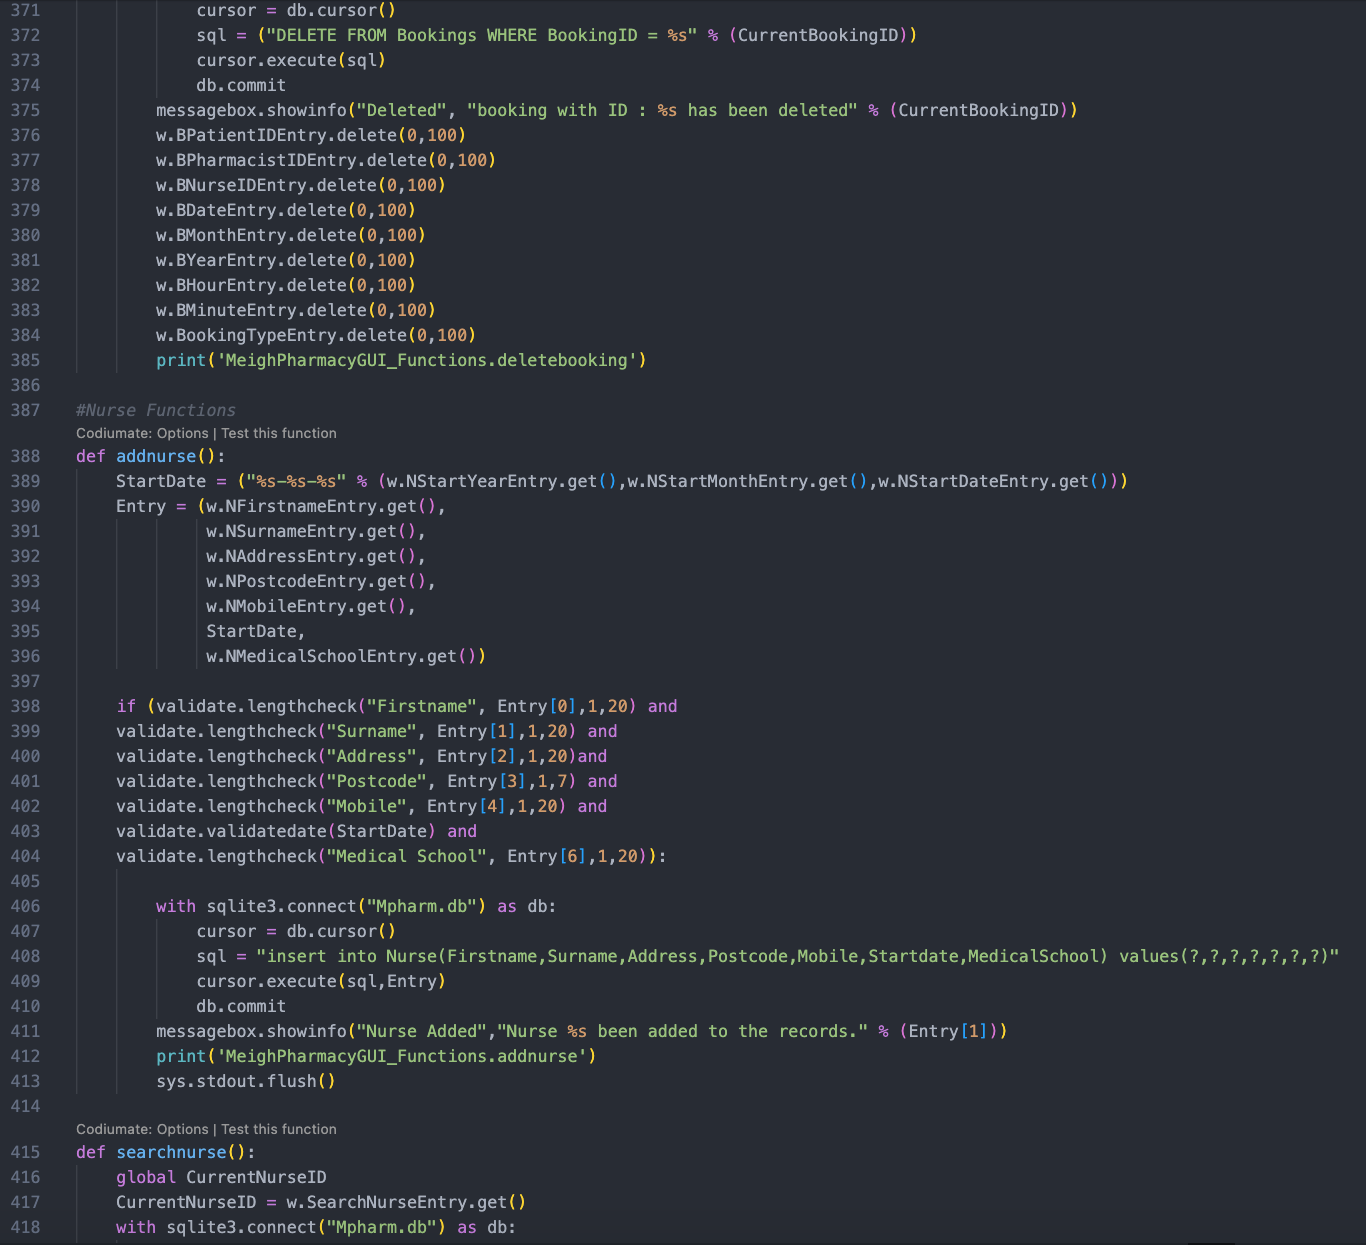 371 cursor = db.cursor()
372 sql = ("DELETE FROM Bookings WHERE BookingID = %s" % (CurrentBookingID))
373 cursor.execute(sql)
374 db.commit
375 messagebox.showinfo("Deleted", "booking with ID : %s has been deleted" % (CurrentBookingID))
376 w.BPatientIDEntry.delete(0,100)
377 w.BPharmacistIDEntry.delete(0,100)
378 w.BNurseIDEntry.delete(0,100)
379 w.BDateEntry.delete(0,100)
380 w.BMonthEntry.delete(0,100)
381 w.BYearEntry.delete(0,100)
382 w.BHourEntry.delete(0,100)
383 w.BMinuteEntry.delete(0,100)
384 w.BookingTypeEntry.delete(0,100)
385 print('MeighPharmacyGUI_Functions.deletebooking')
386
387 #Nurse Functions
Codiumate: Options | Test this function
388 def addnurse():
389 StartDate = ("%s-%s-%s" % (w.NStartYearEntry.get(),w.NStartMonthEntry.get(),w.NStartDateEntry.get()))
390 Entry = (w.NFirstnameEntry.get(),
391 w.NSurnameEntry.get(),
392 w.NAddressEntry.get(),
393 w.NPostcodeEntry.get(),
394 w.NMobileEntry.get(),
395 StartDate,
396 w.NMedicalSchoolEntry.get())
397
398 if (validate.lengthcheck("Firstname", Entry[0],1,20) and
399 validate.lengthcheck("Surname", Entry[1],1,20) and
400 validate.lengthcheck("Address", Entry[2],1,20)and
401 validate.lengthcheck("Postcode", Entry[3],1,7) and
402 validate.lengthcheck("Mobile", Entry[4],1,20) and
403 validate.validatedate(StartDate) and
404 validate.lengthcheck("Medical School", Entry[6],1,20)):
405
406 with sqlite3.connect("Mpharm.db") as db:
407 cursor = db.cursor()
408 sql = "insert into Nurse(Firstname,Surname,Address,Postcode,Mobile,Startdate,MedicalSchool) values(?,?,?,?,?,?,?)"
409 cursor.execute(sql,Entry)
410 db.commit
411 messagebox.showinfo("Nurse Added","Nurse %s been added to the records." % (Entry[1]))
412 print('MeighPharmacyGUI_Functions.addnurse')
413 sys.stdout.flush()
414
Codiumate: Options | Test this function
415 def searchnurse():
416 global CurrentNurseID
417 CurrentNurseID = w.SearchNurseEntry.get()
418 with sqlite3.connect("Mpharm.db") as db: